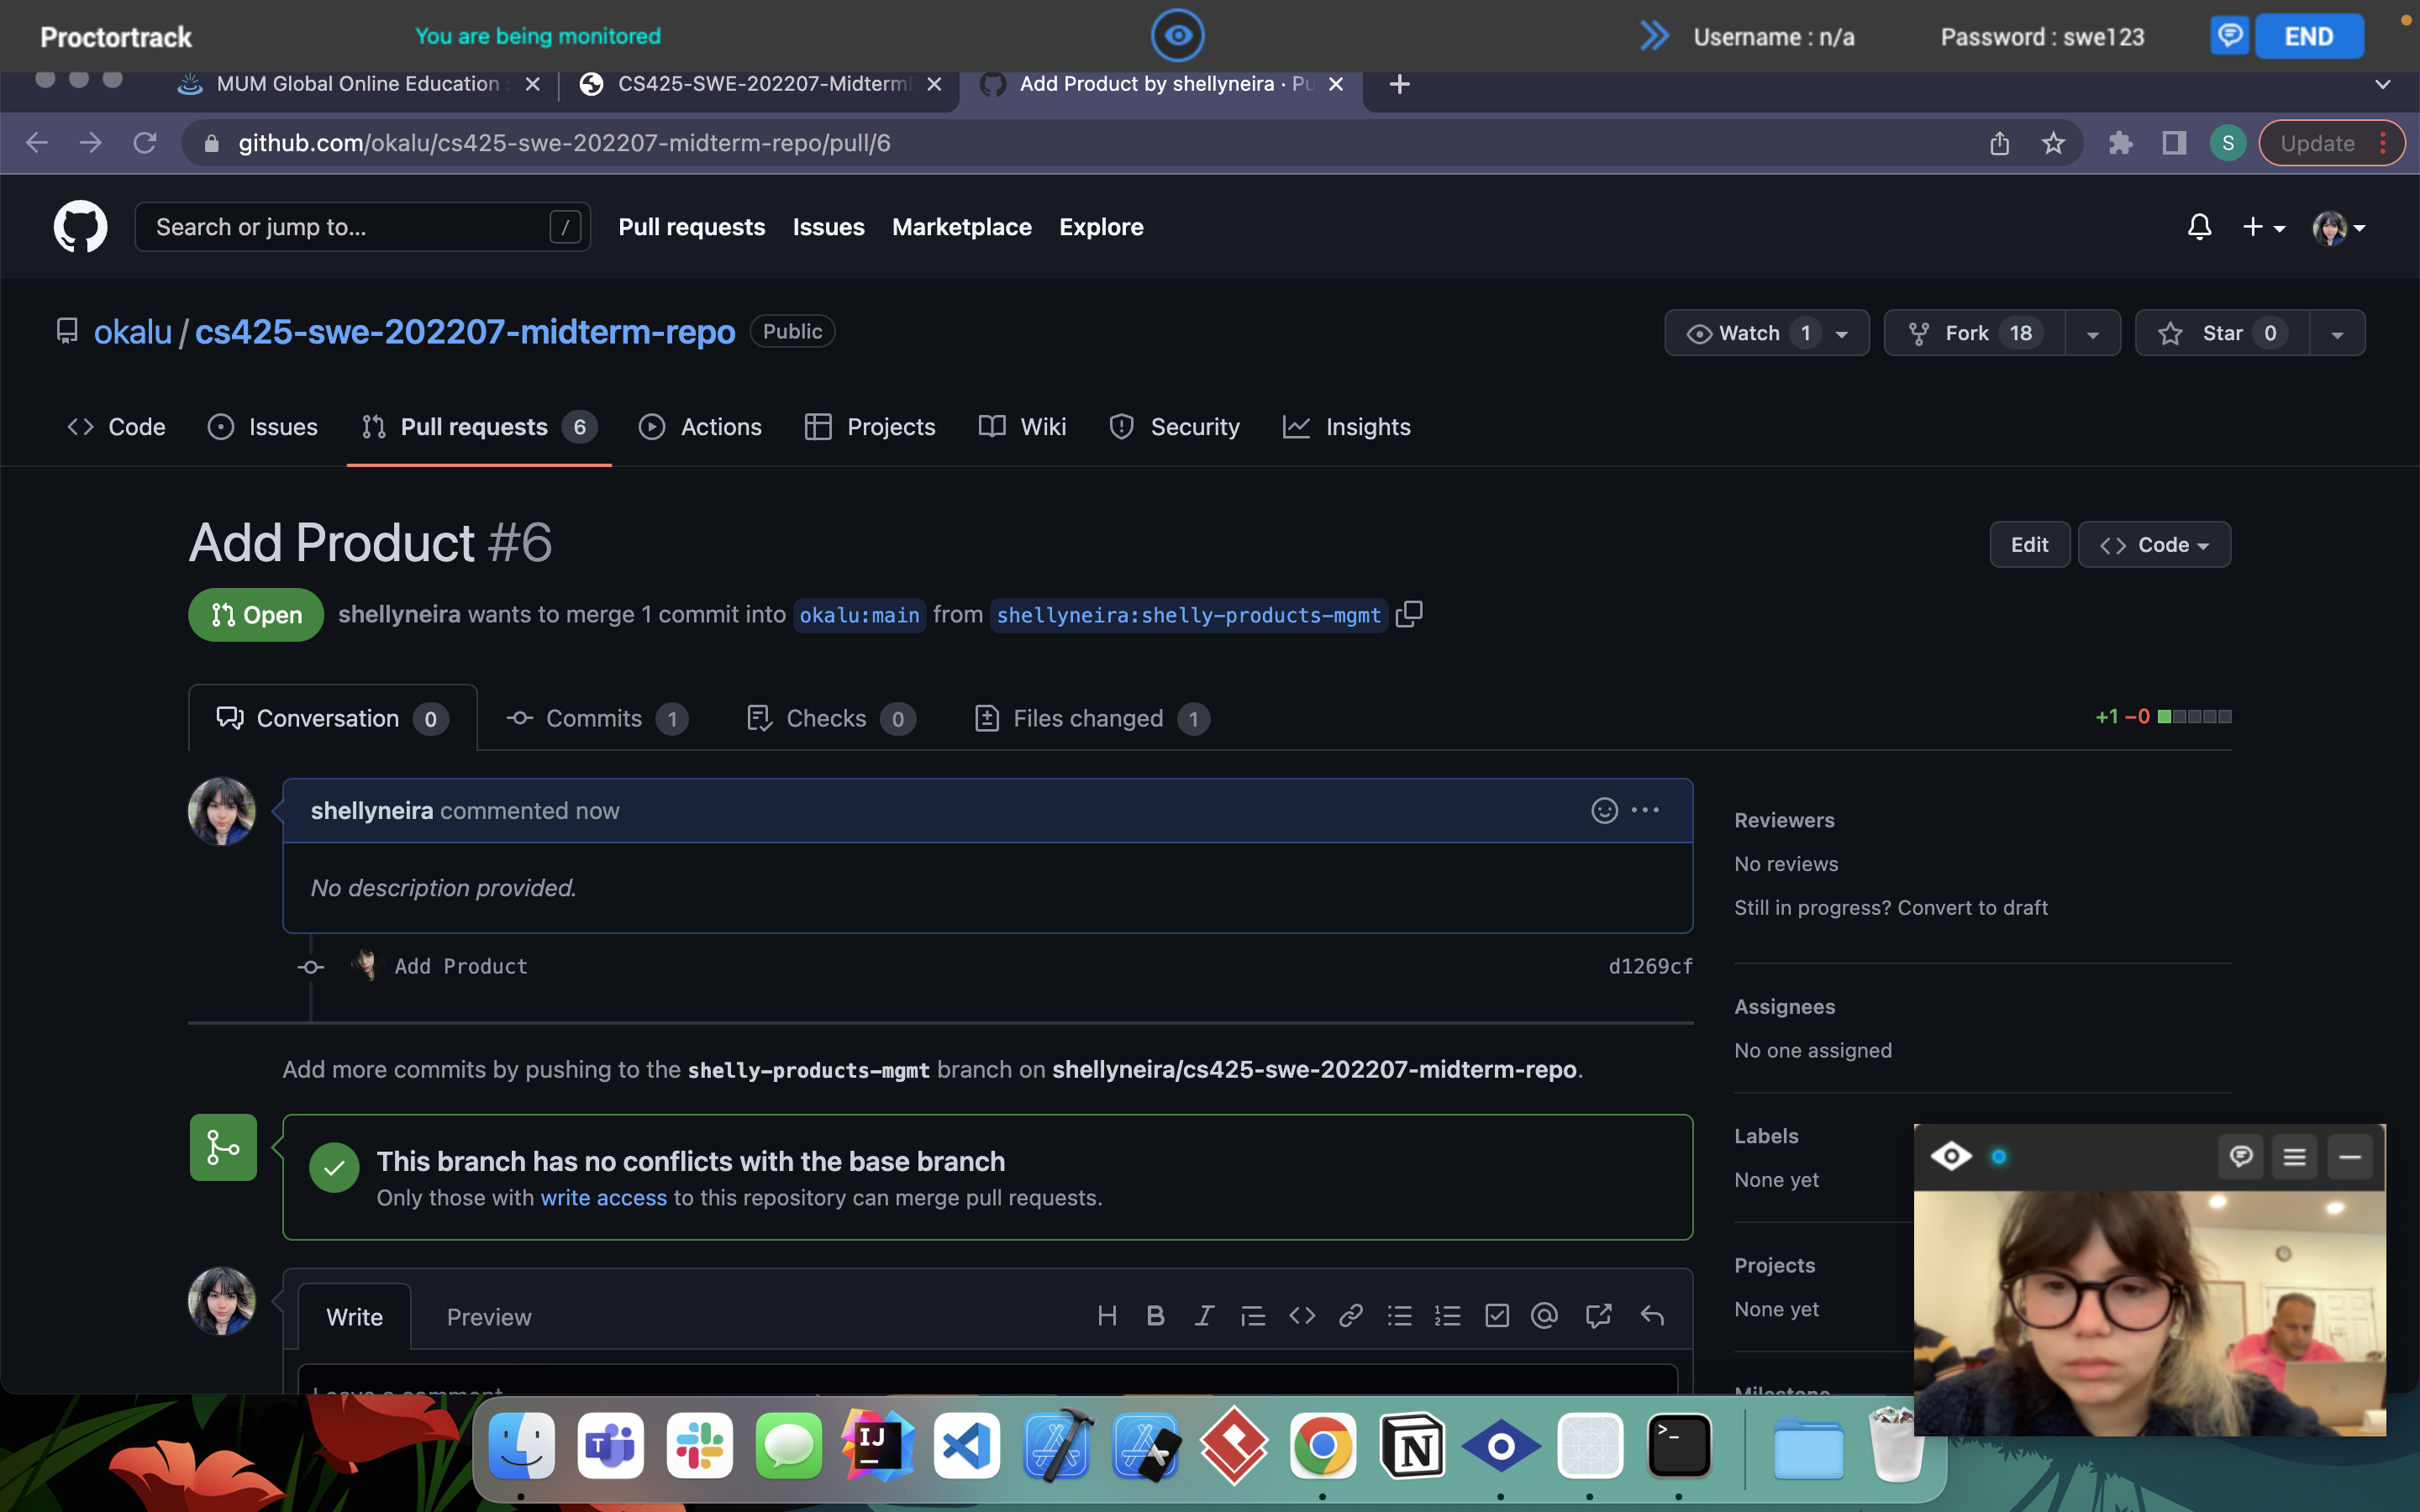 Proctortrack You are being monitored Username : n/a Password : swe123 END
MUM Global Online Education : CS425-SWE-202207-Midterm Add Product by shellyneira · Pu
github.com/okalu/cs425-swe-202207-midterm-repo/pull/6 S Update
Search or jump to... / Pull requests Issues Marketplace Explore
okalu / cs425-swe-202207-midterm-repo Public Watch 1 Fork 18 Star 0
Code Issues Pull requests 6 Actions Projects Wiki Security Insights
Add Product #6 Edit Code
Open shellyneira wants to merge 1 commit into okalu:main from shellyneira:shelly-products-mgmt
Conversation 0 Commits 1 Checks 0 Files changed 1 +1 −0
shellyneira commented now
No description provided.
Add Product d1269cf
Add more commits by pushing to the shelly-products-mgmt branch on shellyneira/cs425-swe-202207-midterm-repo.
This branch has no conflicts with the base branch
Only those with write access to this repository can merge pull requests.
Write Preview
Leave a comment
Reviewers
No reviews
Still in progress? Convert to draft
Assignees
No one assigned
Labels
None yet
Projects
None yet
Milestone